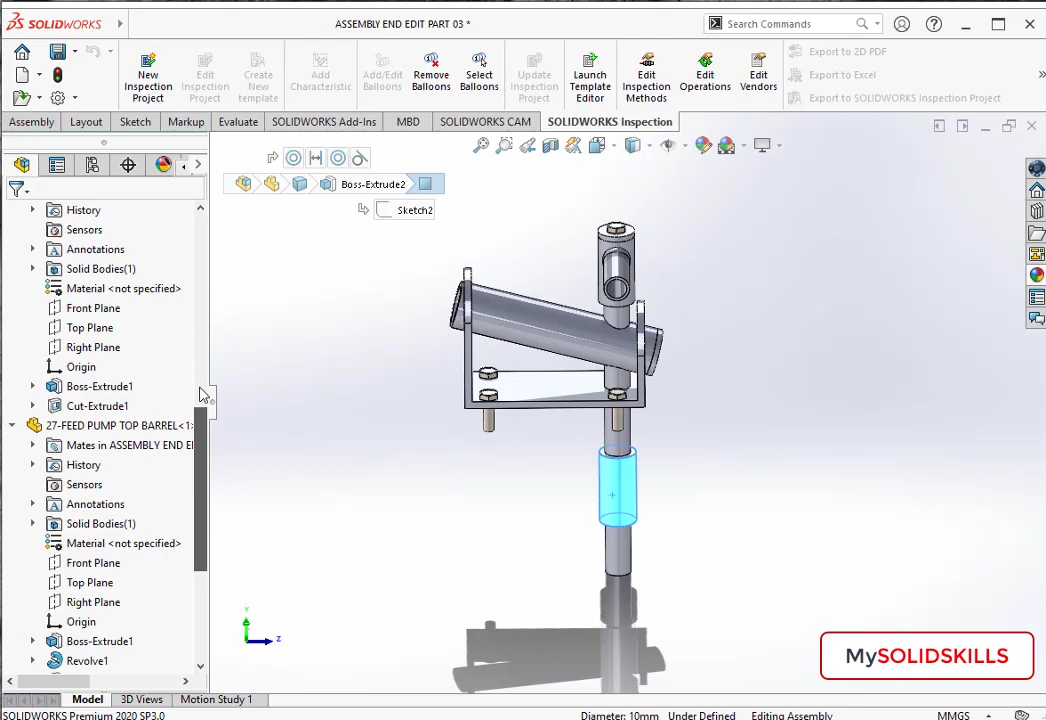 SOLIDWORKS
ASSEMBLY END EDIT PART 03 *
Search Commands
New Inspection Project
Edit Inspection Project
Create New template
Add Characteristic
Add/Edit Balloons
Remove Balloons
Select Balloons
Update Inspection Project
Launch Template Editor
Edit Inspection Methods
Edit Operations
Edit Vendors
Export to 2D PDF
Export to Excel
Export to SOLIDWORKS Inspection Project
Assembly
Layout
Sketch
Markup
Evaluate
SOLIDWORKS Add-Ins
MBD
SOLIDWORKS CAM
SOLIDWORKS Inspection
Boss-Extrude2
Sketch2
History
Sensors
Annotations
Solid Bodies(1)
Material <not specified>
Front Plane
Top Plane
Right Plane
Origin
Boss-Extrude1
Cut-Extrude1
27-FEED PUMP TOP BARREL<1>
Mates in ASSEMBLY END E
History
Sensors
Annotations
Solid Bodies(1)
Material <not specified>
Front Plane
Top Plane
Right Plane
Origin
Boss-Extrude1
Revolve1
Y
Z
MySOLIDSKILLS
Model
3D Views
Motion Study 1
SOLIDWORKS Premium 2020 SP3.0
Diameter: 10mm
Under Defined
Editing Assembly
MMGS